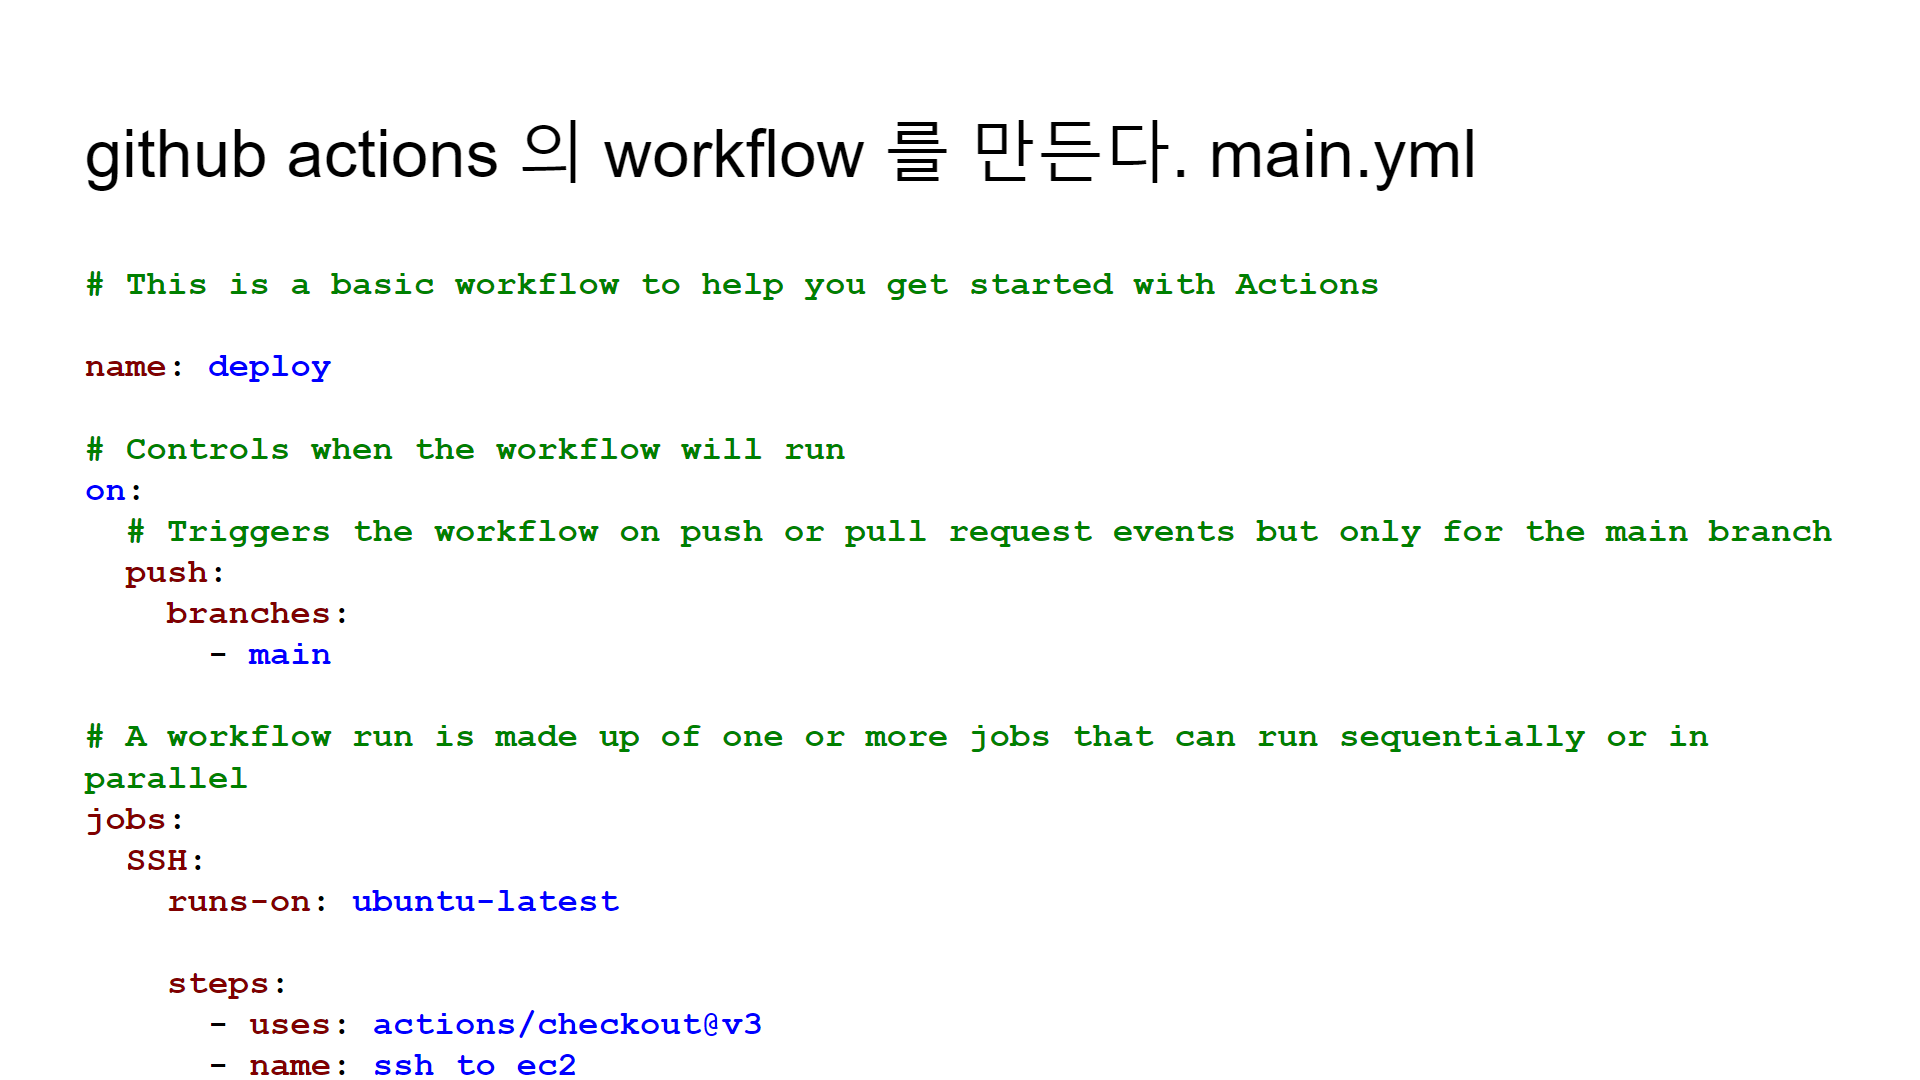 github actions 의 workflow 를 만든다. main.yml
# This is a basic workflow to help you get started with Actions
name: deploy
# Controls when the workflow will run
on:
  # Triggers the workflow on push or pull request events but only for the main branch
  push:
    branches:
      - main
# A workflow run is made up of one or more jobs that can run sequentially or in
parallel
jobs:
  SSH:
    runs-on: ubuntu-latest
    steps:
      - uses: actions/checkout@v3
      - name: ssh to ec2